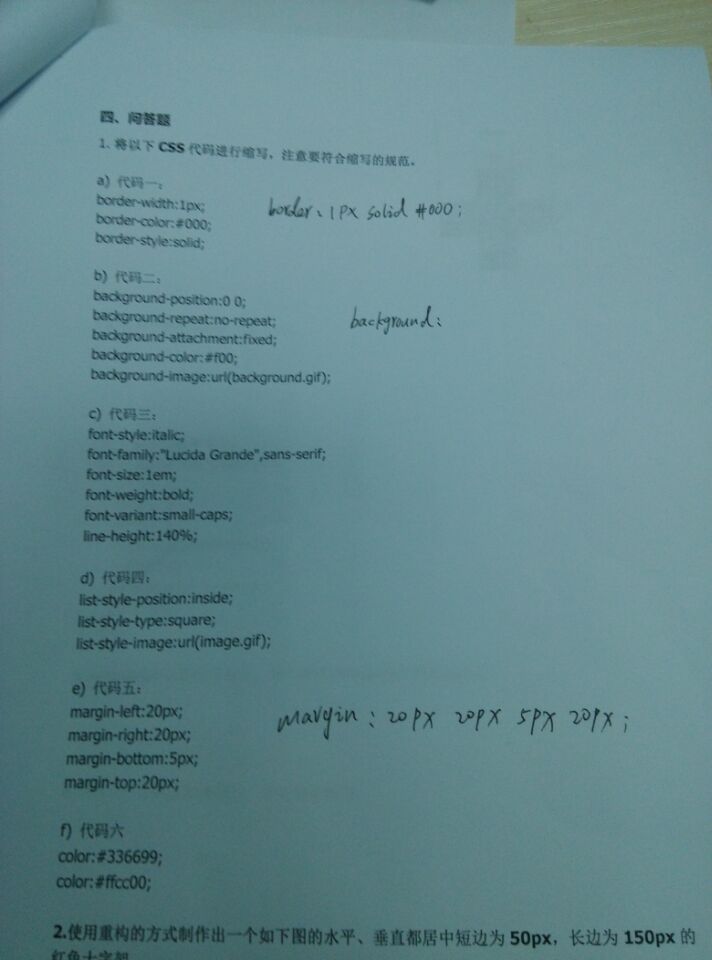 四、问答题
1. 将以下 CSS 代码进行缩写，注意要符合缩写的规范。
a) 代码一：
border-width:1px;
border-color:#000;
border-style:solid;
border: 1px solid #000;
b) 代码二：
background-position:0 0;
background-repeat:no-repeat;
background-attachment:fixed;
background-color:#f00;
background-image:url(background.gif);
background:
c) 代码三：
font-style:italic;
font-family:"Lucida Grande",sans-serif;
font-size:1em;
font-weight:bold;
font-variant:small-caps;
line-height:140%;
d) 代码四：
list-style-position:inside;
list-style-type:square;
list-style-image:url(image.gif);
e) 代码五：
margin-left:20px;
margin-right:20px;
margin-bottom:5px;
margin-top:20px;
margin: 20px 20px 5px 20px;
f) 代码六
color:#336699;
color:#ffcc00;
2.使用重构的方式制作出一个如下图的水平、垂直都居中短边为 50px，长边为 150px 的
红色十字架